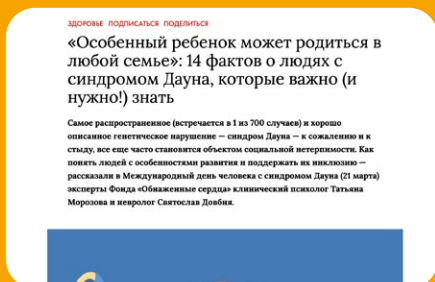 ЗДОРОВЬЕ ПОДПИСАТЬСЯ ПОДЕЛИТЬСЯ
«Особенный ребенок может родиться в
любой семье»: 14 фактов о людях с
синдромом Дауна, которые важно (и
нужно!) знать
Самое распространенное (встречается в 1 из 700 случаев) и хорошо
описанное генетическое нарушение — синдром Дауна — к сожалению и к
стыду, все еще часто становится объектом социальной нетерпимости. Как
понять людей с особенностями развития и поддержать их инклюзию —
рассказали в Международный день человека с синдромом Дауна (21 марта)
эксперты Фонда «Обнаженные сердца» клинический психолог Татьяна
Морозова и невролог Святослав Довбня.